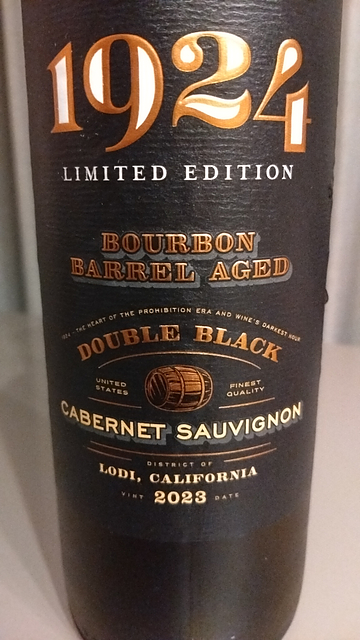 1924
LIMITED EDITION
BOURBON
BARREL AGED
1924 - THE HEART OF THE PROHIBITION ERA AND WINE'S DARKEST HOUR
DOUBLE BLACK
UNITED STATES
FINEST QUALITY
CABERNET SAUVIGNON
DISTRICT OF
LODI, CALIFORNIA
VINT 2023 DATE